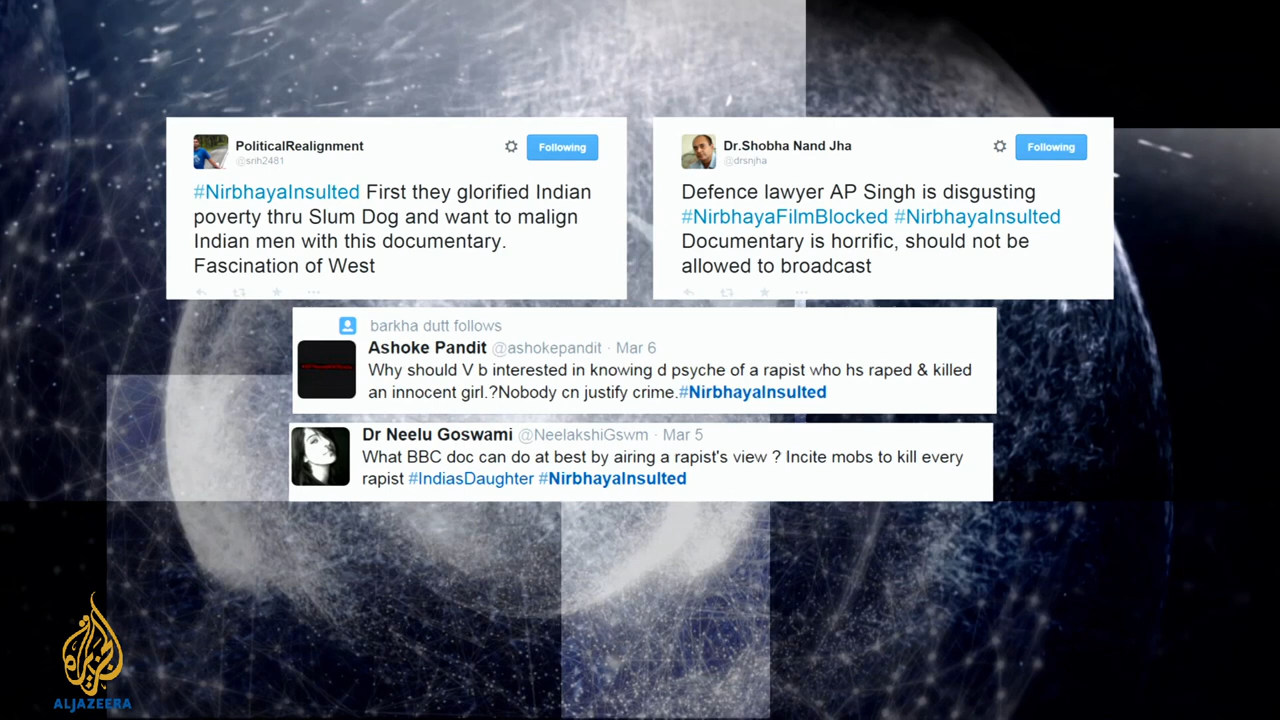 PoliticalRealignment
@srih2481
Following
#NirbhayaInsulted First they glorified Indian
poverty thru Slum Dog and want to malign
Indian men with this documentary.
Fascination of West
Dr.Shobha Nand Jha
@drsnjha
Following
Defence lawyer AP Singh is disgusting
#NirbhayaFilmBlocked #NirbhayaInsulted
Documentary is horrific, should not be
allowed to broadcast
barkha dutt follows
Ashoke Pandit @ashokepandit · Mar 6
Why should V b interested in knowing d psyche of a rapist who hs raped & killed
an innocent girl.?Nobody cn justify crime.#NirbhayaInsulted
Dr Neelu Goswami @NeelakshiGswm · Mar 5
What BBC doc can do at best by airing a rapist's view ? Incite mobs to kill every
rapist #IndiasDaughter #NirbhayaInsulted
ALJAZEERA